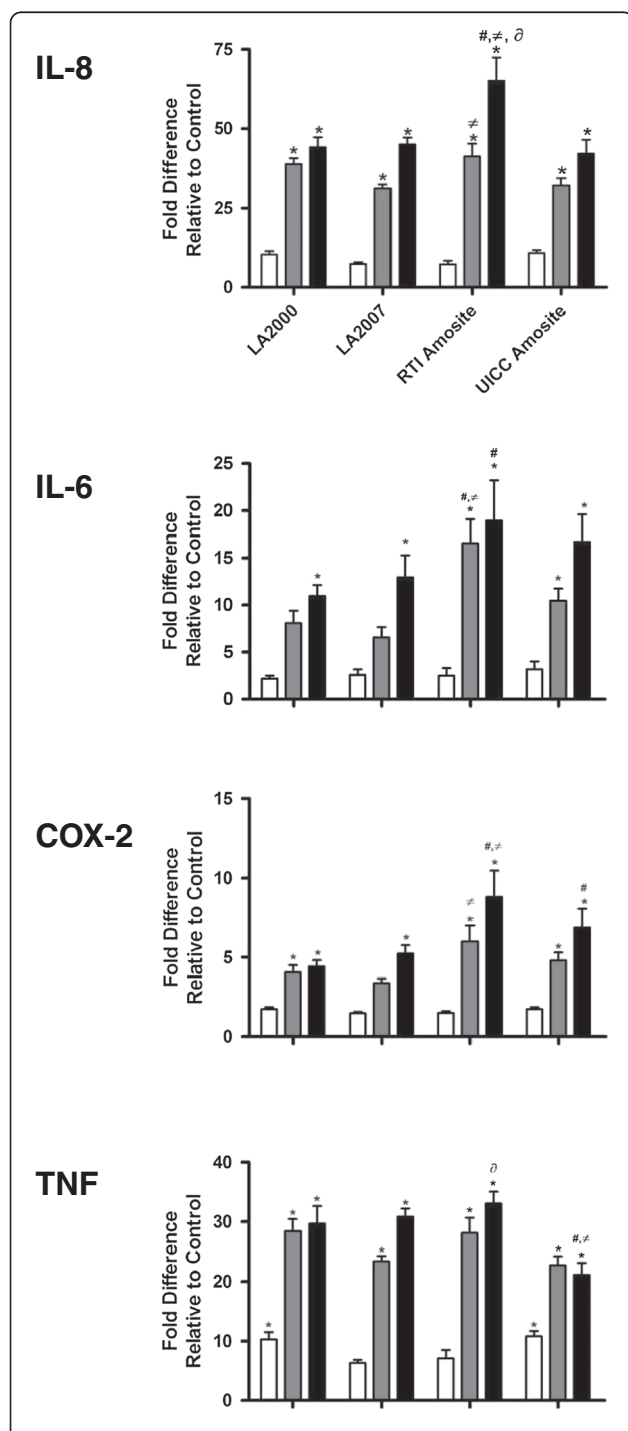 IL-8
Fold Difference
Relative to Control
75
50
25
0
* * * * ≠ * #,≠, ∂ * * *
LA2000
LA2007
RTI Amosite
UICC Amosite
IL-6
Fold Difference
Relative to Control
25
20
15
10
5
0
* * #,≠ * # * * *
COX-2
Fold Difference
Relative to Control
15
10
5
0
* * * ≠ * #,≠ * * # *
TNF
Fold Difference
Relative to Control
40
30
20
10
0
* * * * * * ∂ * * * #,≠ *